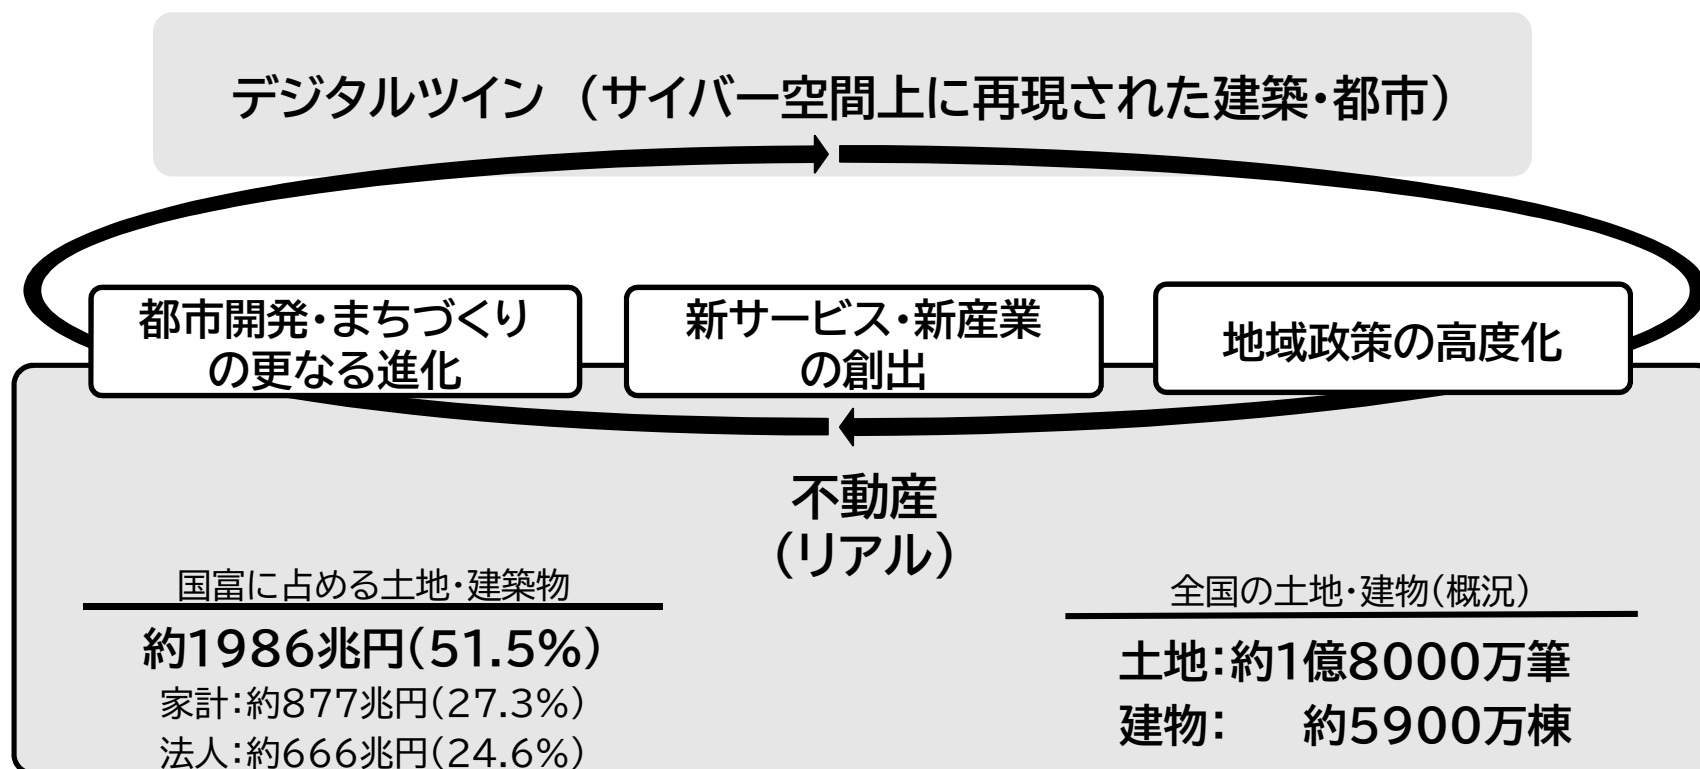 デジタルツイン（サイバー空間上に再現された建築・都市）
都市開発・まちづくり
の更なる進化
新サービス・新産業
の創出
地域政策の高度化
不動産
（リアル）
国富に占める土地・建築物
約1986兆円(51.5%)
家計：約877兆円(27.3%)
法人：約666兆円(24.6%)
全国の土地・建物(概況)
土地：約1億8000万筆
建物：　約5900万棟